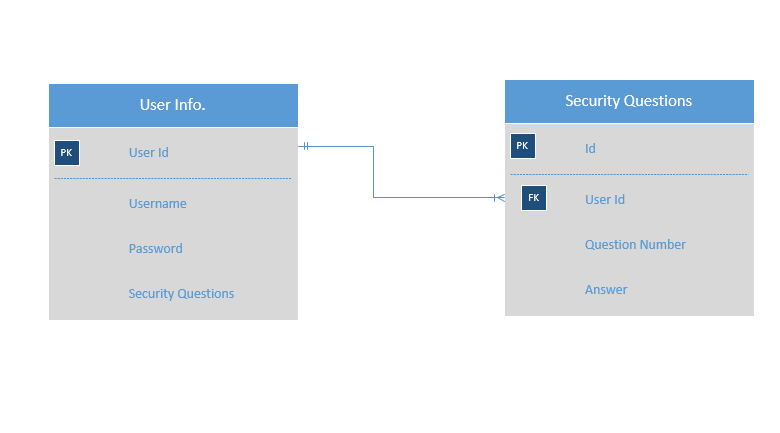 User Info.
PK
User Id
Username
Password
Security Questions
Security Questions
PK
Id
FK
User Id
Question Number
Answer